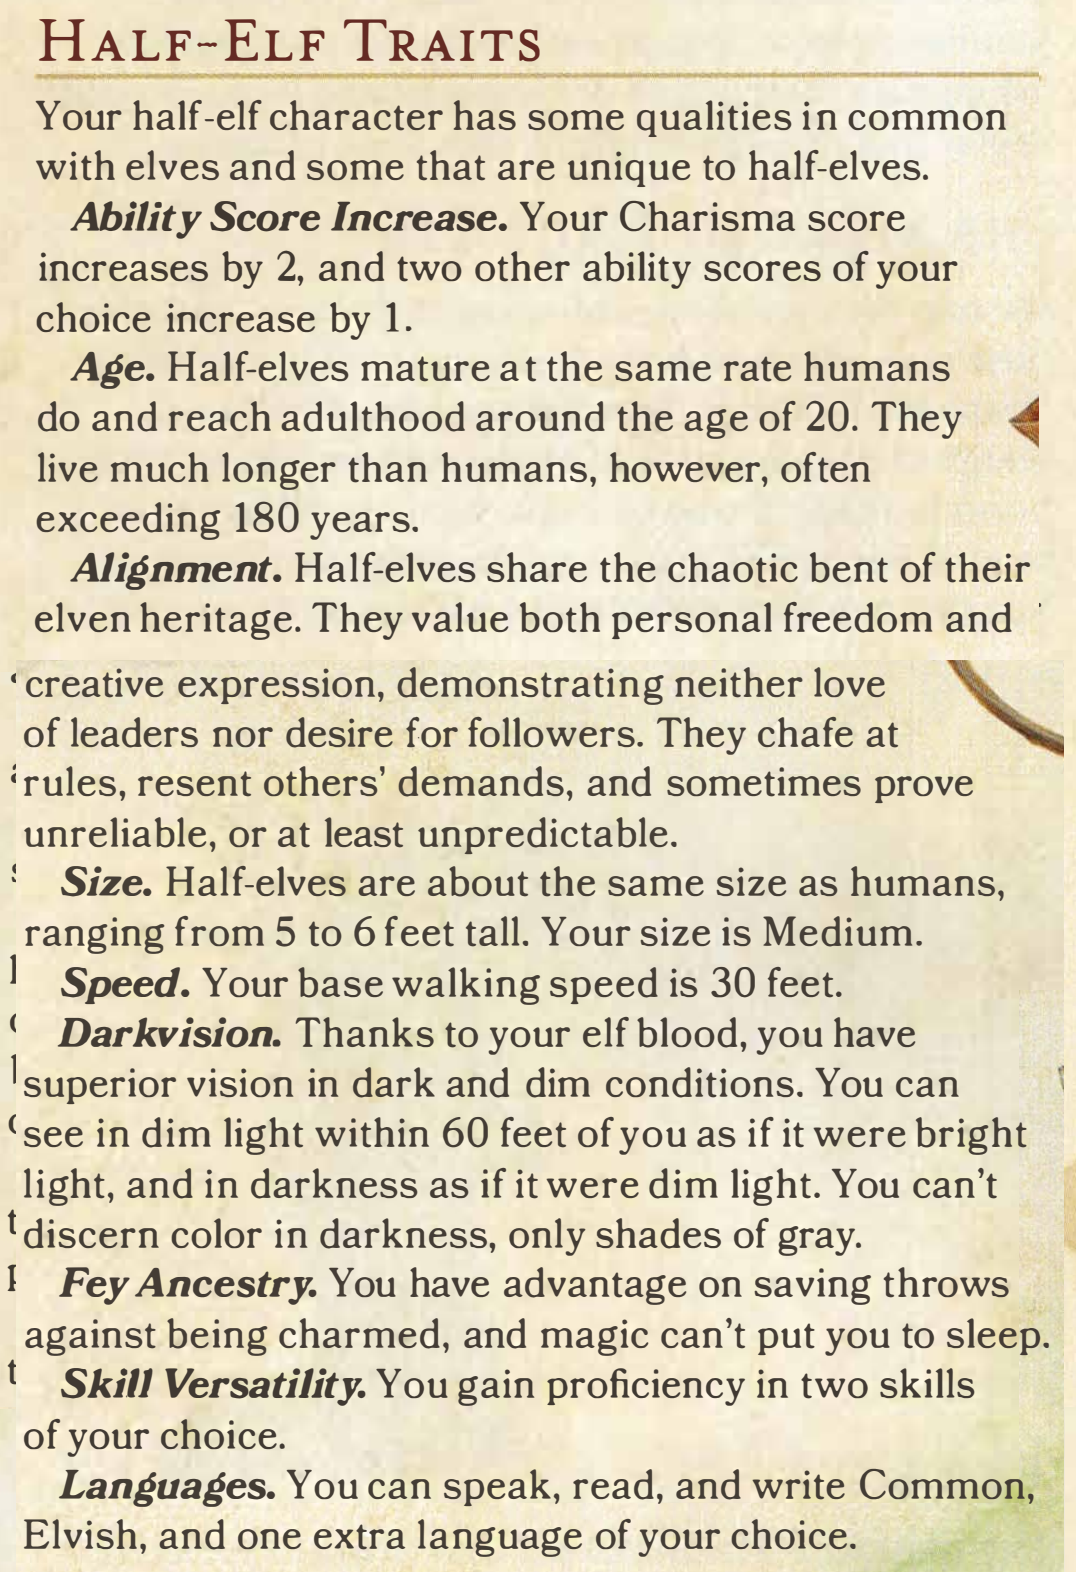 Half-Elf Traits
Your half-elf character has some qualities in common
with elves and some that are unique to half-elves.
Ability Score Increase. Your Charisma score
increases by 2, and two other ability scores of your
choice increase by 1.
Age. Half-elves mature at the same rate humans
do and reach adulthood around the age of 20. They
live much longer than humans, however, often
exceeding 180 years.
Alignment. Half-elves share the chaotic bent of their
elven heritage. They value both personal freedom and
creative expression, demonstrating neither love
of leaders nor desire for followers. They chafe at
rules, resent others' demands, and sometimes prove
unreliable, or at least unpredictable.
Size. Half-elves are about the same size as humans,
ranging from 5 to 6 feet tall. Your size is Medium.
Speed. Your base walking speed is 30 feet.
Darkvision. Thanks to your elf blood, you have
superior vision in dark and dim conditions. You can
see in dim light within 60 feet of you as if it were bright
light, and in darkness as if it were dim light. You can't
discern color in darkness, only shades of gray.
Fey Ancestry. You have advantage on saving throws
against being charmed, and magic can't put you to sleep.
Skill Versatility. You gain proficiency in two skills
of your choice.
Languages. You can speak, read, and write Common,
Elvish, and one extra language of your choice.